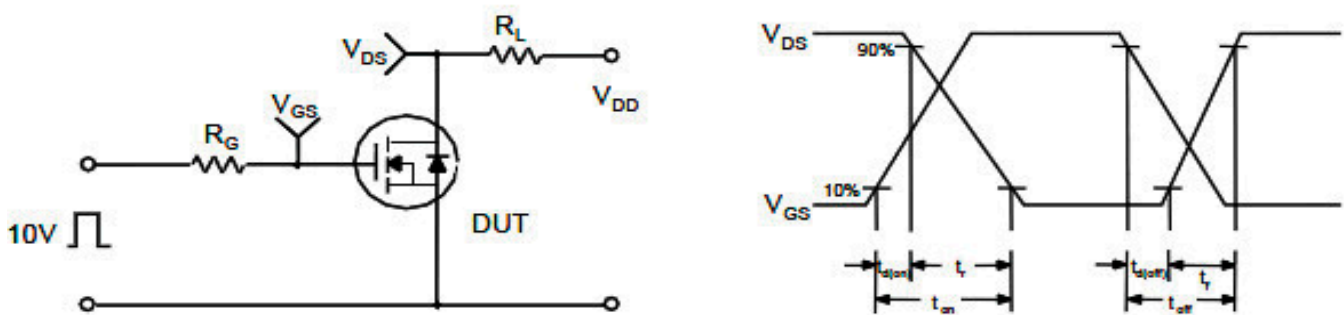 V_DS
R_L
V_DD
V_GS
R_G
10V
DUT
V_DS
90%
10%
V_GS
t_d(on)
t_r
t_on
t_d(off)
t_f
t_off